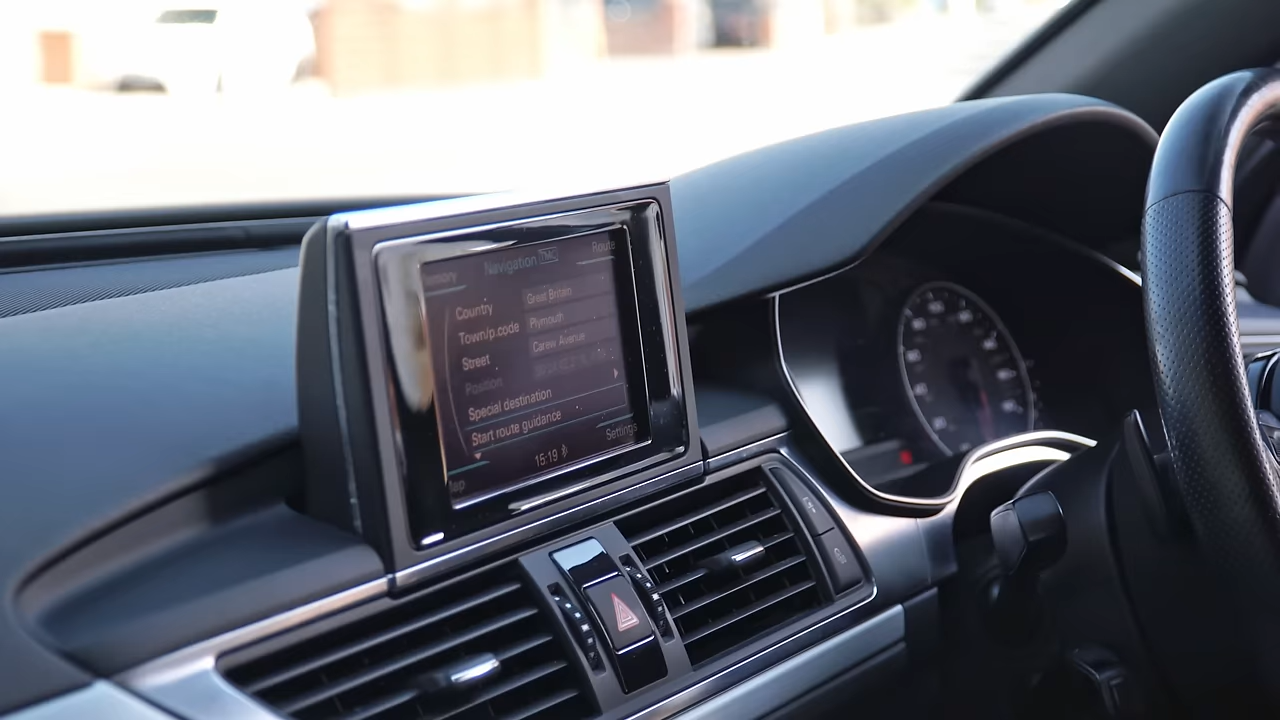 Route
Navigation TMC
Country Great Britain
Town/p.code Plymouth
Street Carew Avenue
Position
Special destination
Start route guidance
Settings
15:19